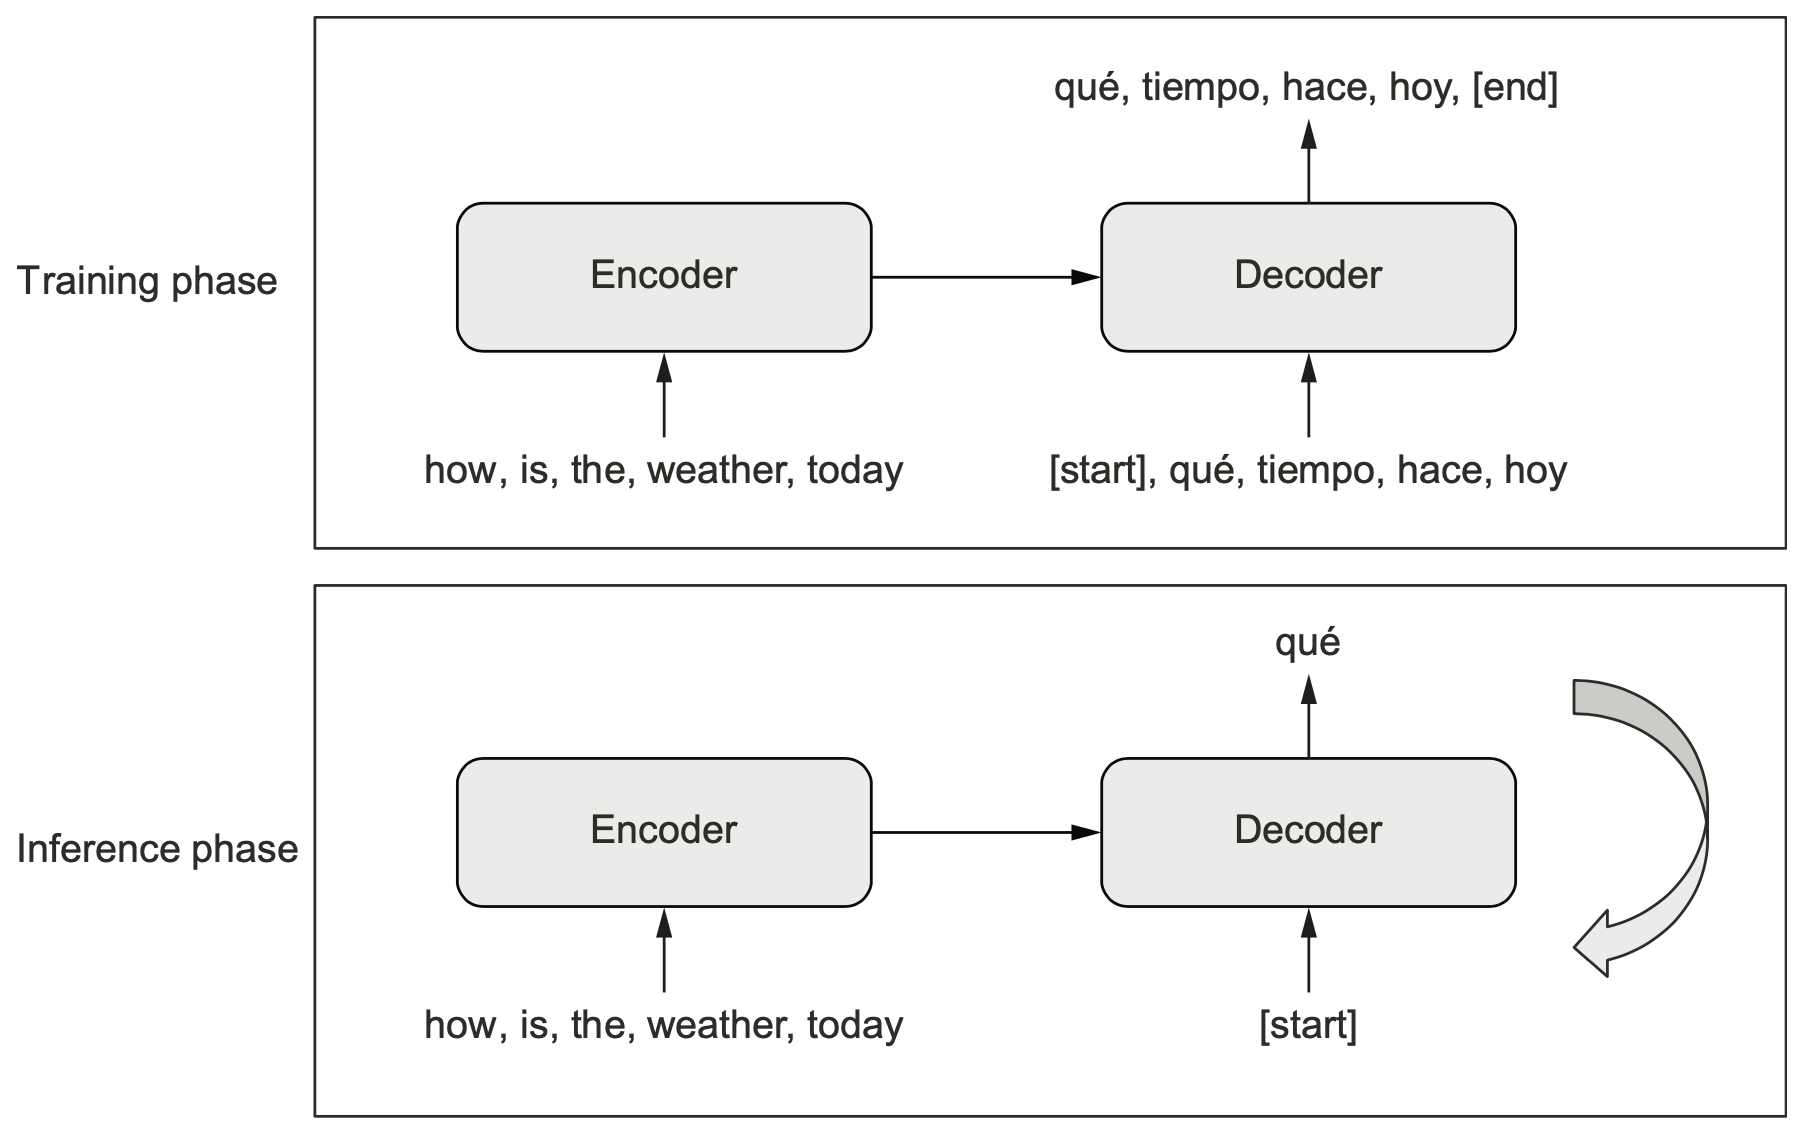 qué, tiempo, hace, hoy, [end]
Training phase
Encoder
Decoder
how, is, the, weather, today
[start], qué, tiempo, hace, hoy
qué
Inference phase
Encoder
Decoder
how, is, the, weather, today
[start]